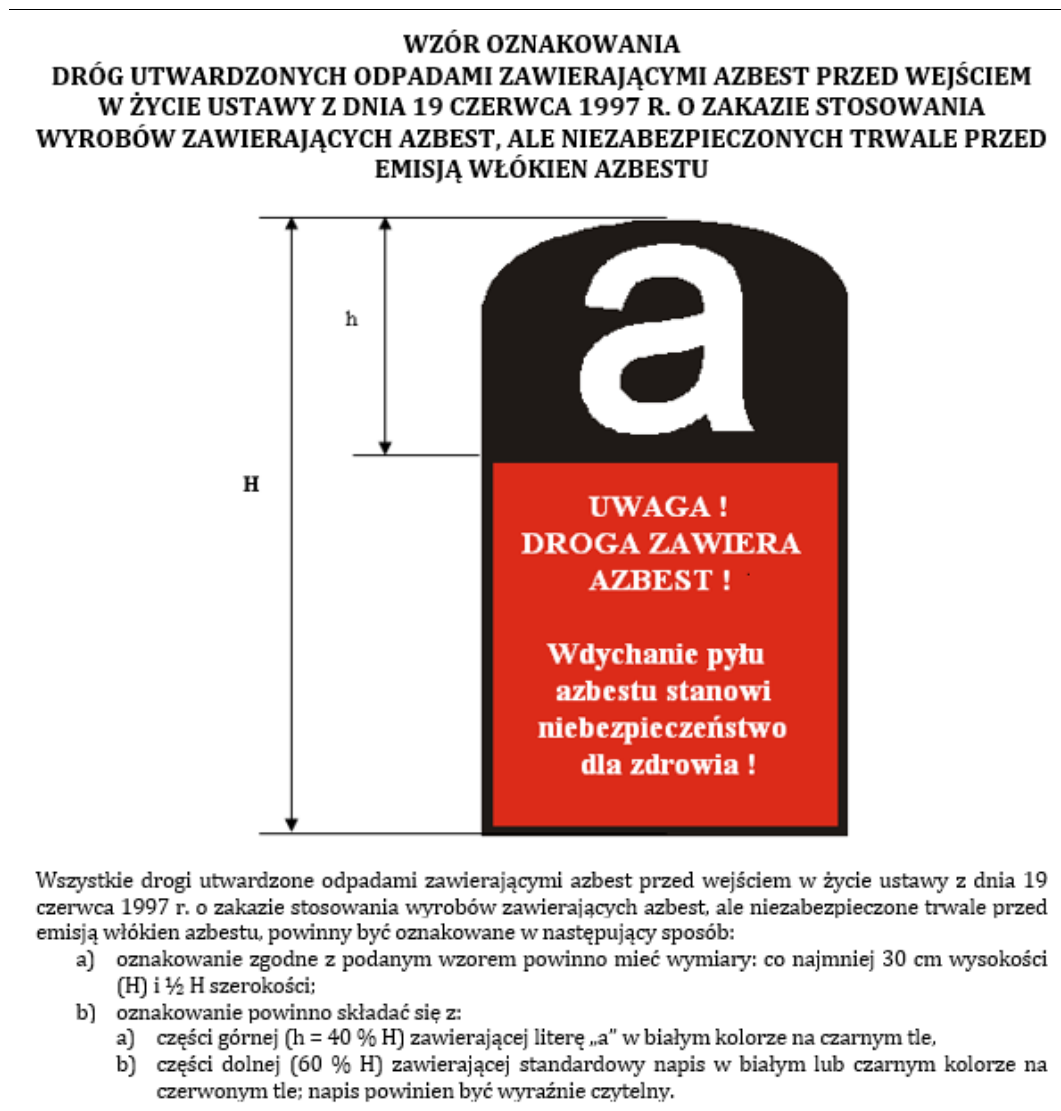 WZÓR OZNAKOWANIA
DRÓG UTWARDZONYCH ODPADAMI ZAWIERAJĄCYMI AZBEST PRZED WEJŚCIEM
W ŻYCIE USTAWY Z DNIA 19 CZERWCA 1997 R. O ZAKAZIE STOSOWANIA
WYROBÓW ZAWIERAJĄCYCH AZBEST, ALE NIEZABEZPIECZONYCH TRWALE PRZED
EMISJĄ WŁÓKIEN AZBESTU
a
h
H
UWAGA !
DROGA ZAWIERA
AZBEST !
Wdychanie pyłu
azbestu stanowi
niebezpieczeństwo
dla zdrowia !
Wszystkie drogi utwardzone odpadami zawierającymi azbest przed wejściem w życie ustawy z dnia 19
czerwca 1997 r. o zakazie stosowania wyrobów zawierających azbest, ale niezabezpieczone trwale przed
emisją włókien azbestu, powinny być oznakowane w następujący sposób:
a) oznakowanie zgodne z podanym wzorem powinno mieć wymiary: co najmniej 30 cm wysokości
(H) i ½ H szerokości;
b) oznakowanie powinno składać się z:
a) części górnej (h = 40 % H) zawierającej literę „a” w białym kolorze na czarnym tle,
b) części dolnej (60 % H) zawierającej standardowy napis w białym lub czarnym kolorze na
czerwonym tle; napis powinien być wyraźnie czytelny.